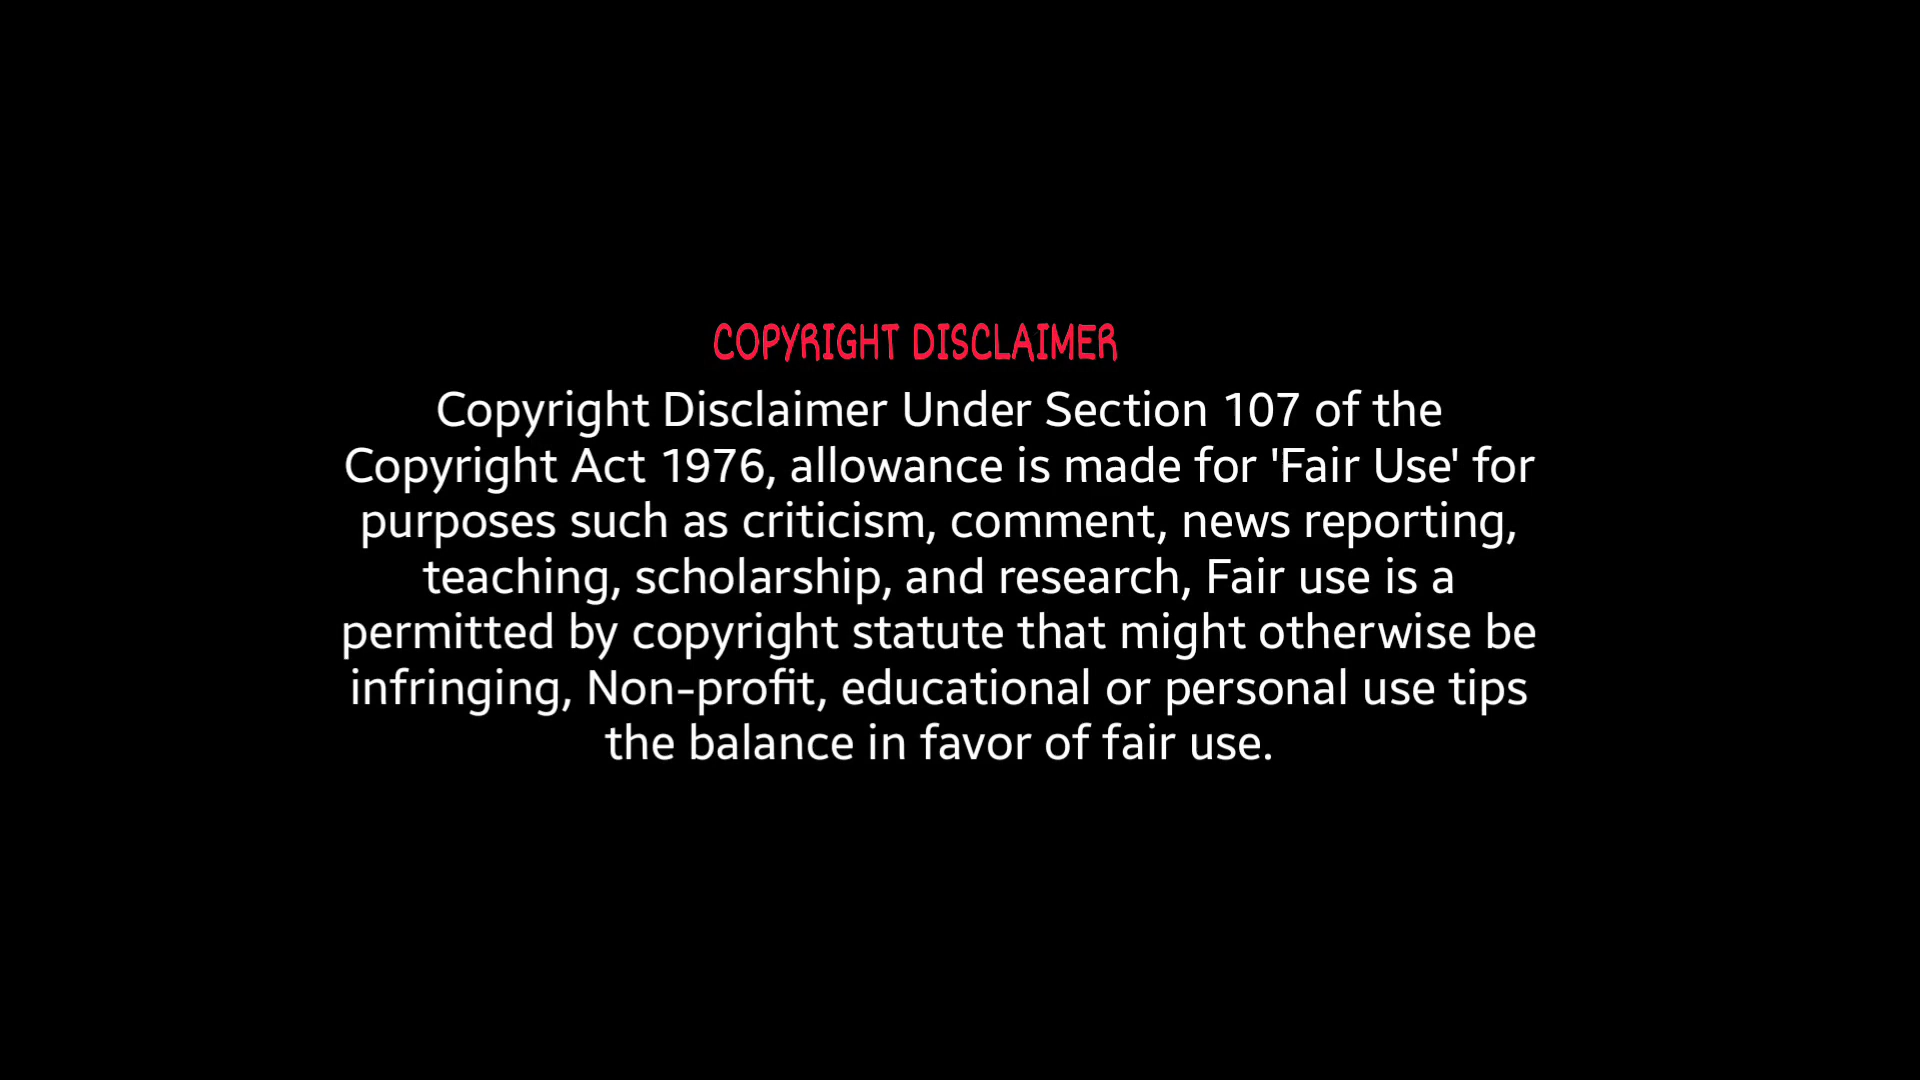 COPYRIGHT DISCLAIMER
Copyright Disclaimer Under Section 107 of the
Copyright Act 1976, allowance is made for 'Fair Use' for
purposes such as criticism, comment, news reporting,
teaching, scholarship, and research, Fair use is a
permitted by copyright statute that might otherwise be
infringing, Non-profit, educational or personal use tips
the balance in favor of fair use.